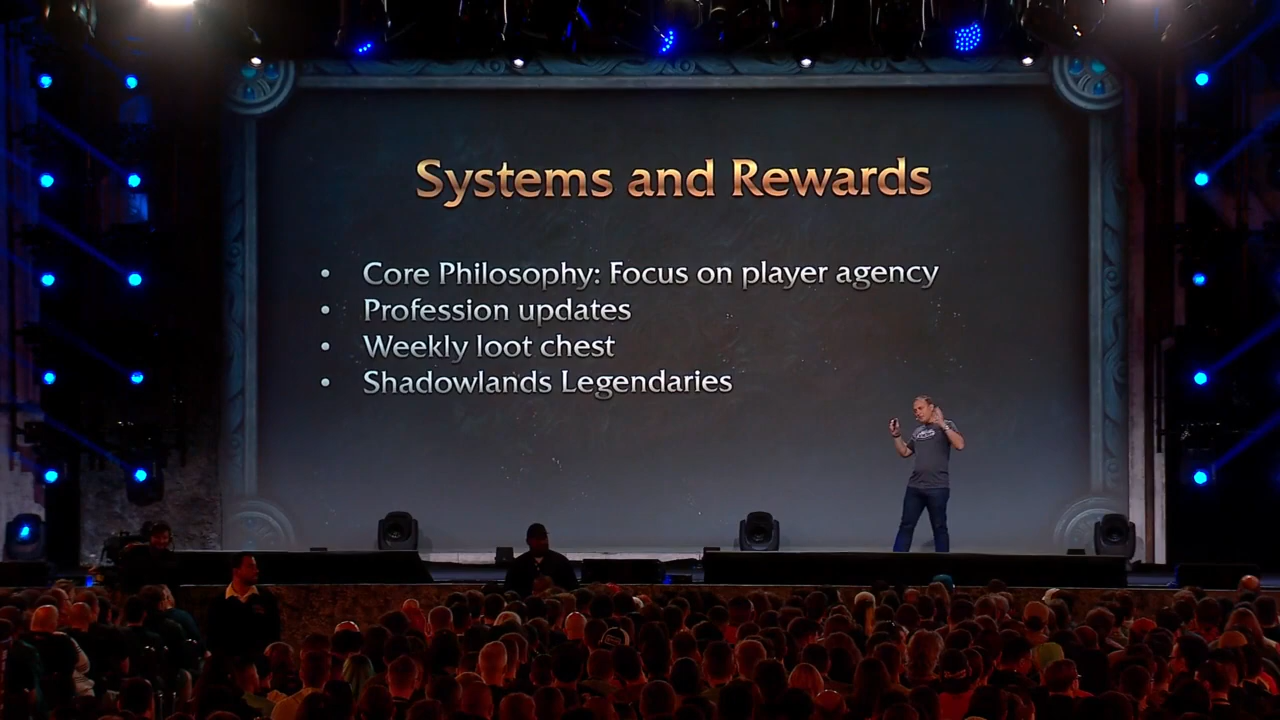 Systems and Rewards
• Core Philosophy: Focus on player agency
• Profession updates
• Weekly loot chest
• Shadowlands Legendaries